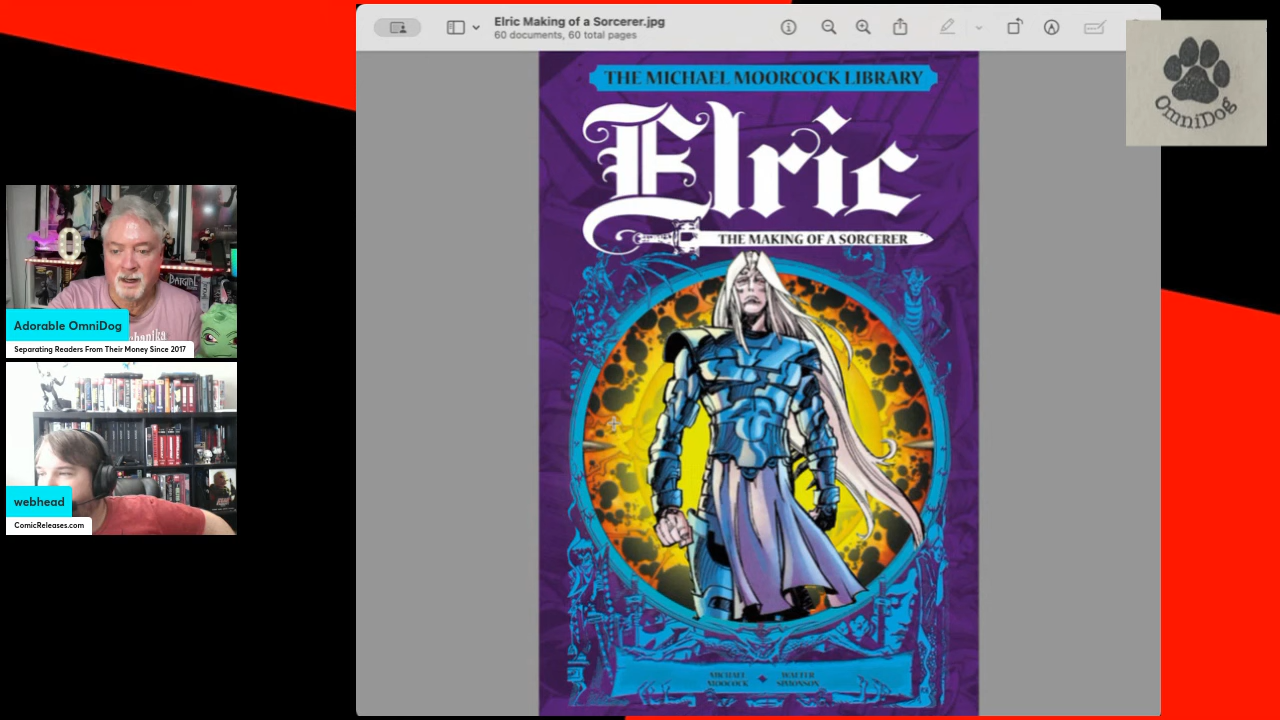 Elric Making of a Sorcerer.jpg
60 documents, 60 total pages
THE MICHAEL MOORCOCK LIBRARY
Elric
THE MAKING OF A SORCERER
MICHAEL
MOORCOCK
WALTER
SIMONSON
OmniDog
BATGIRL
Adorable OmniDog
Separating Readers From Their Money Since 2017
webhead
ComicReleases.com